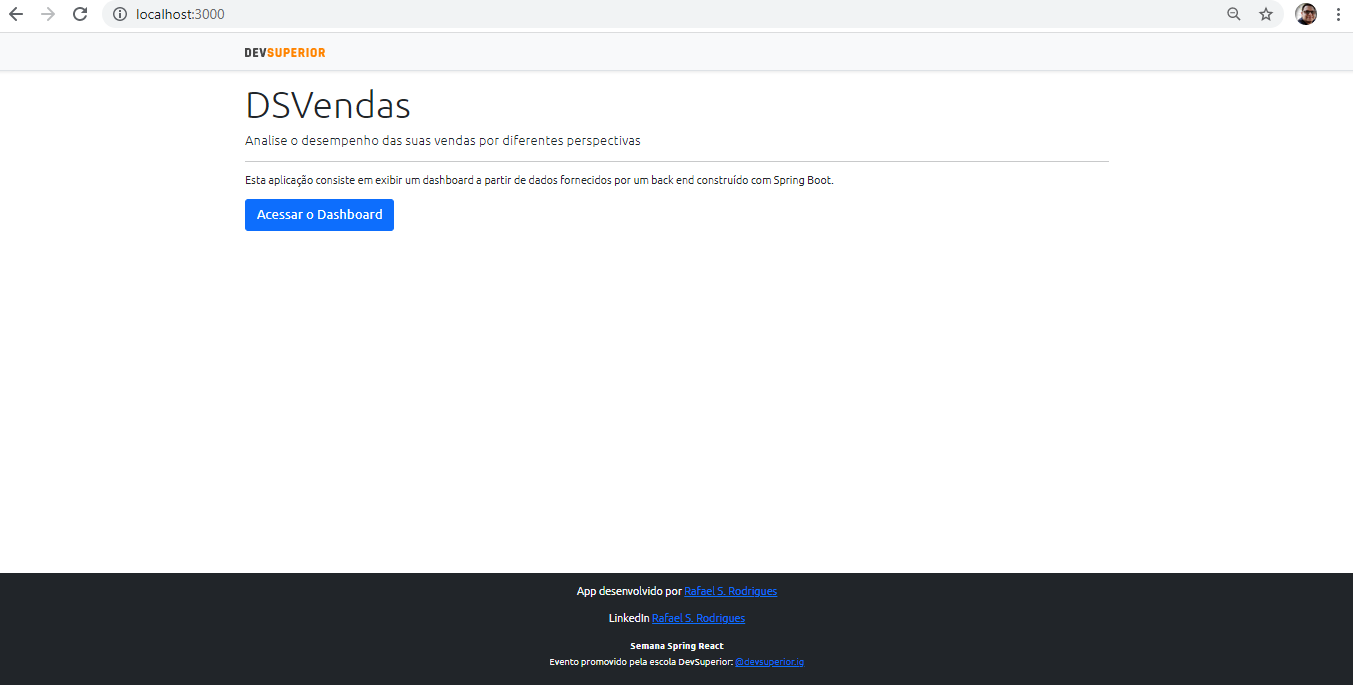 localhost:3000
DEVSUPERIOR
DSVendas
Analise o desempenho das suas vendas por diferentes perspectivas
Esta aplicação consiste em exibir um dashboard a partir de dados fornecidos por um back end construído com Spring Boot.
Acessar o Dashboard
App desenvolvido por Rafael S. Rodrigues
LinkedIn Rafael S. Rodrigues
Semana Spring React
Evento promovido pela escola DevSuperior: @devsuperior.ig